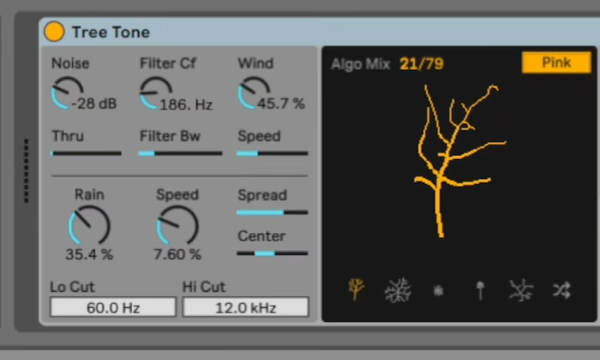 Tree Tone
Noise Filter Cf Wind
-28 dB 186. Hz 45.7 %
Thru Filter Bw Speed
Rain Speed Spread
Center
35.4 % 7.60 %
Lo Cut Hi Cut
60.0 Hz 12.0 kHz
Algo Mix 21/79 Pink